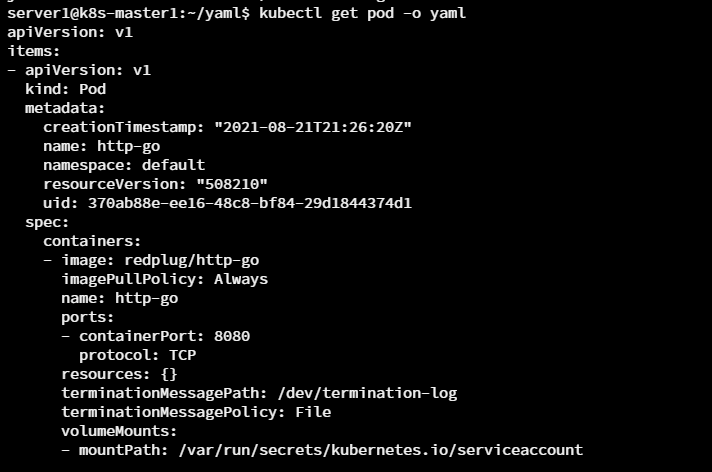 server1@k8s-master1:~/yaml$ kubectl get pod -o yaml
apiVersion: v1
items:
- apiVersion: v1
  kind: Pod
  metadata:
    creationTimestamp: "2021-08-21T21:26:20Z"
    name: http-go
    namespace: default
    resourceVersion: "508210"
    uid: 370ab88e-ee16-48c8-bf84-29d1844374d1
  spec:
    containers:
    - image: redplug/http-go
      imagePullPolicy: Always
      name: http-go
      ports:
      - containerPort: 8080
        protocol: TCP
      resources: {}
      terminationMessagePath: /dev/termination-log
      terminationMessagePolicy: File
      volumeMounts:
      - mountPath: /var/run/secrets/kubernetes.io/serviceaccount